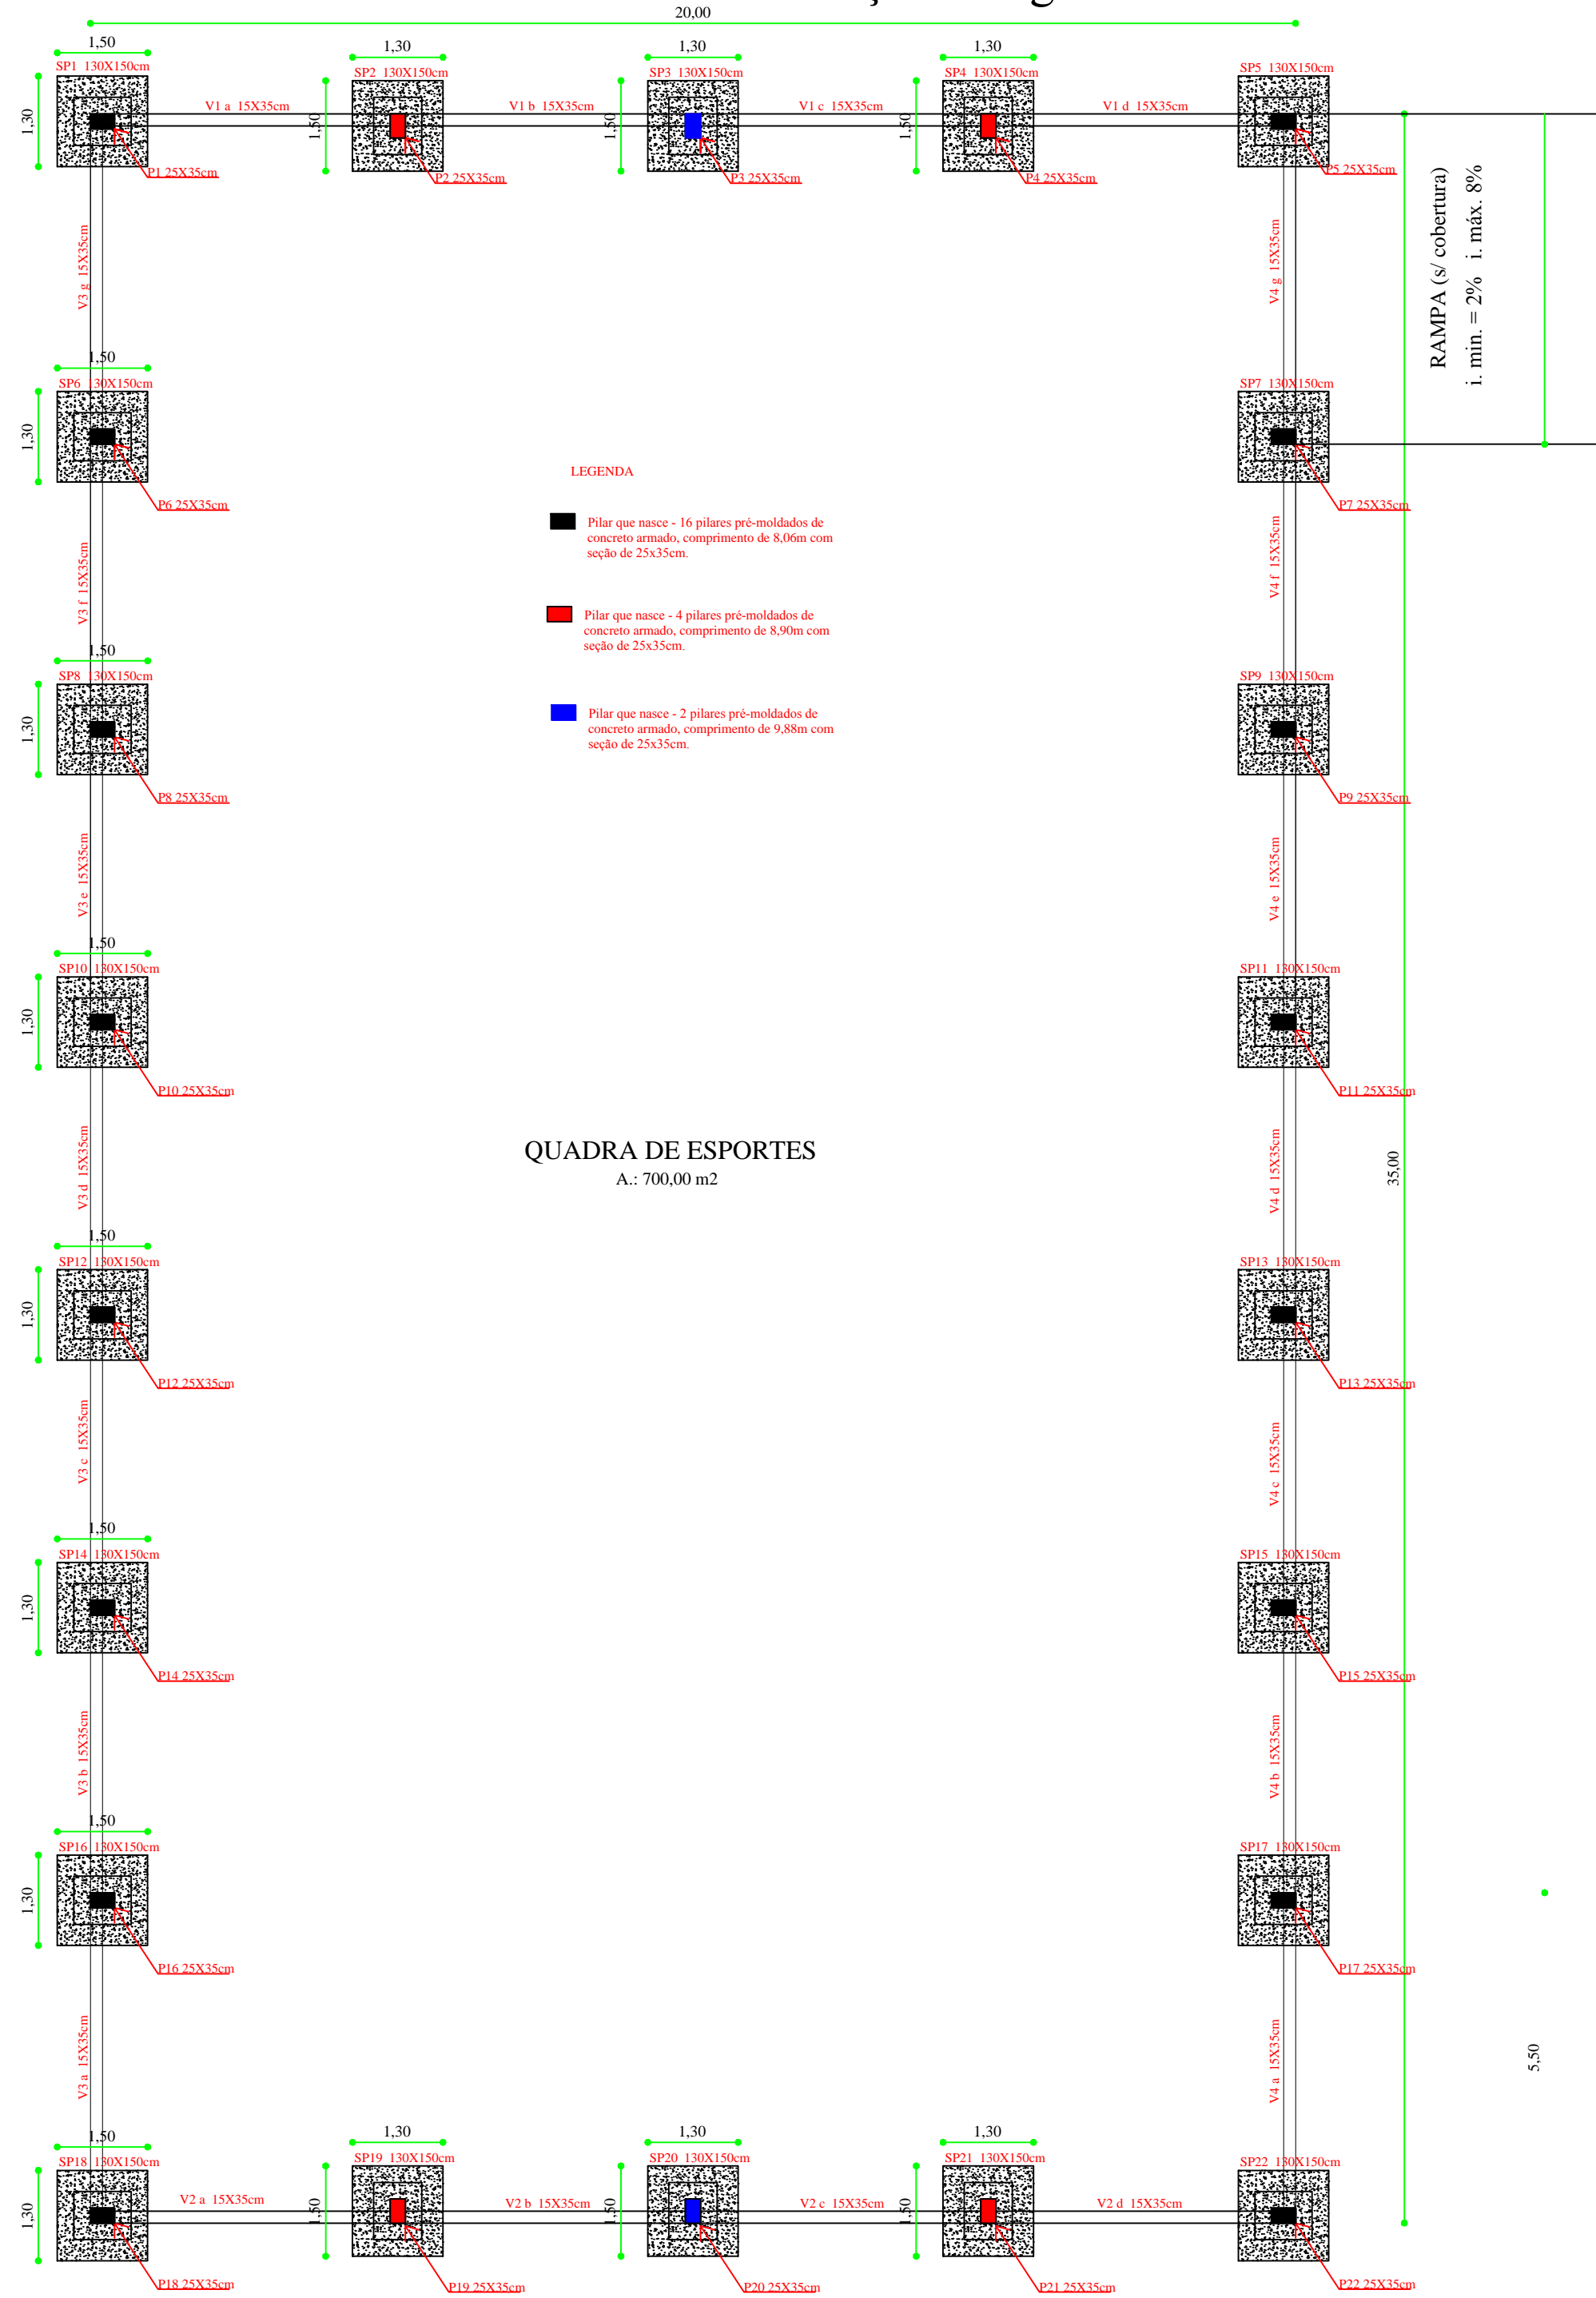 20,00
1,50
1,30
1,30
1,30
SP1 130X150cm
SP2 130X150cm
SP3 130X150cm
SP4 130X150cm
SP5 130X150cm
1,30
V1 a 15X35cm
1,50
V1 b 15X35cm
1,50
V1 c 15X35cm
1,50
V1 d 15X35cm
P1 25X35cm
P2 25X35cm
P3 25X35cm
P4 25X35cm
P5 25X35cm
RAMPA (s/ cobertura)
i. min. = 2% i. máx. 8%
V3 g 15X35cm
V4 g 15X35cm
1,50
SP6 130X150cm
SP7 130X150cm
1,30
P6 25X35cm
P7 25X35cm
LEGENDA
Pilar que nasce - 16 pilares pré-moldados de
concreto armado, comprimento de 8,06m com
seção de 25x35cm.
Pilar que nasce - 4 pilares pré-moldados de
concreto armado, comprimento de 8,90m com
seção de 25x35cm.
Pilar que nasce - 2 pilares pré-moldados de
concreto armado, comprimento de 9,88m com
seção de 25x35cm.
V3 f 15X35cm
V4 f 15X35cm
1,50
SP8 130X150cm
SP9 130X150cm
1,30
P8 25X35cm
P9 25X35cm
V3 e 15X35cm
V4 e 15X35cm
1,50
SP10 130X150cm
SP11 130X150cm
1,30
P10 25X35cm
P11 25X35cm
QUADRA DE ESPORTES
A.: 700,00 m2
35,00
V3 d 15X35cm
V4 d 15X35cm
1,50
SP12 130X150cm
SP13 130X150cm
1,30
P12 25X35cm
P13 25X35cm
V3 c 15X35cm
V4 c 15X35cm
1,50
SP14 130X150cm
SP15 130X150cm
1,30
P14 25X35cm
P15 25X35cm
V3 b 15X35cm
V4 b 15X35cm
1,50
SP16 130X150cm
SP17 130X150cm
1,30
P16 25X35cm
P17 25X35cm
V3 a 15X35cm
V4 a 15X35cm
5,50
1,50
1,30
1,30
1,30
SP18 130X150cm
SP19 130X150cm
SP20 130X150cm
SP21 130X150cm
SP22 130X150cm
1,30
V2 a 15X35cm
1,50
V2 b 15X35cm
1,50
V2 c 15X35cm
1,50
V2 d 15X35cm
P18 25X35cm
P19 25X35cm
P20 25X35cm
P21 25X35cm
P22 25X35cm